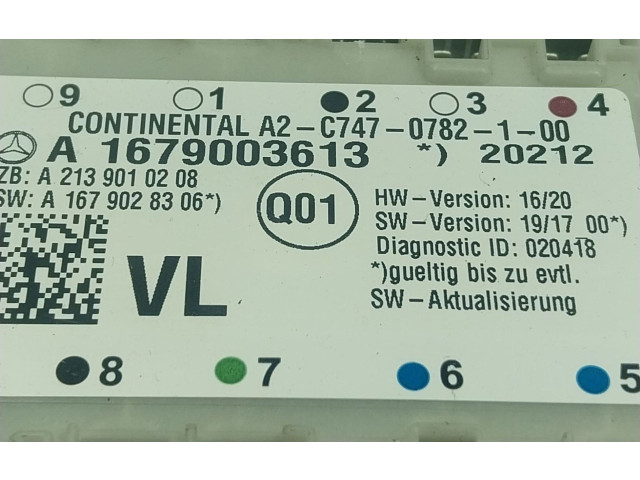 9 1 2 3 4
CONTINENTAL A2-C747-0782-1-00
A 1679003613 *) 20212
ZB: A 213 901 02 08
SW: A 167 902 83 06*)
Q01
HW-Version: 16/20
SW-Version: 19/17 00*)
Diagnostic ID: 020418
*)gueltig bis zu evtl.
SW-Aktualisierung
VL
8 7 6 5